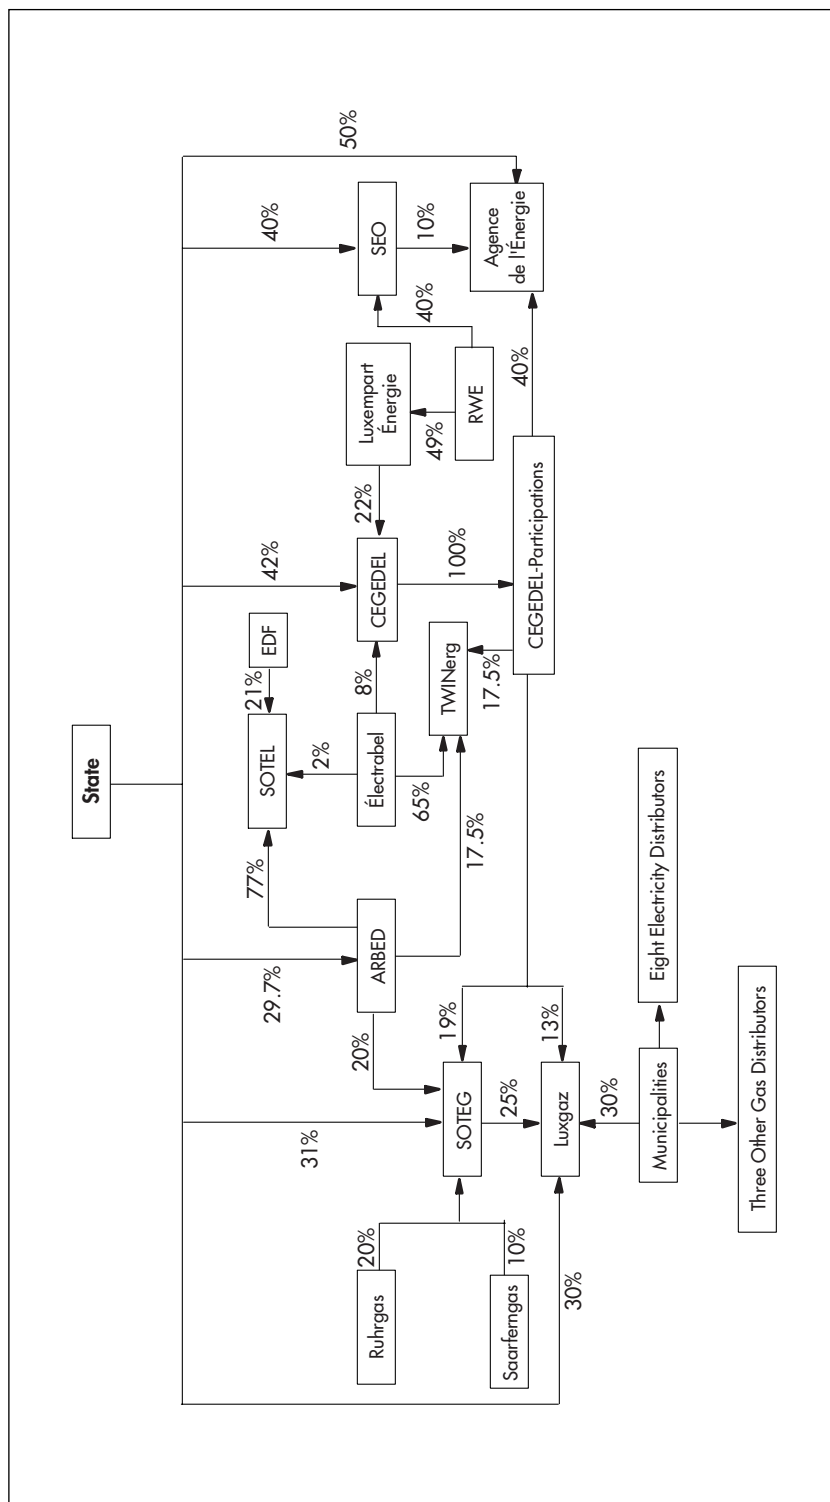 State
50%
40%
42%
29.7%
31%
30%
EDF
21%
SOTEL
77%
2%
SEO
40%
10%
Luxempart
Énergie
49%
RWE
22%
CEGEDEL
8%
100%
Électrabel
65%
ARBED
20%
17.5%
TWINerg
17.5%
Agence
de l'Énergie
40%
CEGEDEL-Participations
Ruhrgas
20%
Saarferngas
10%
SOTEG
19%
25%
Luxgaz
13%
30%
Municipalities
Eight Electricity Distributors
Three Other Gas Distributors